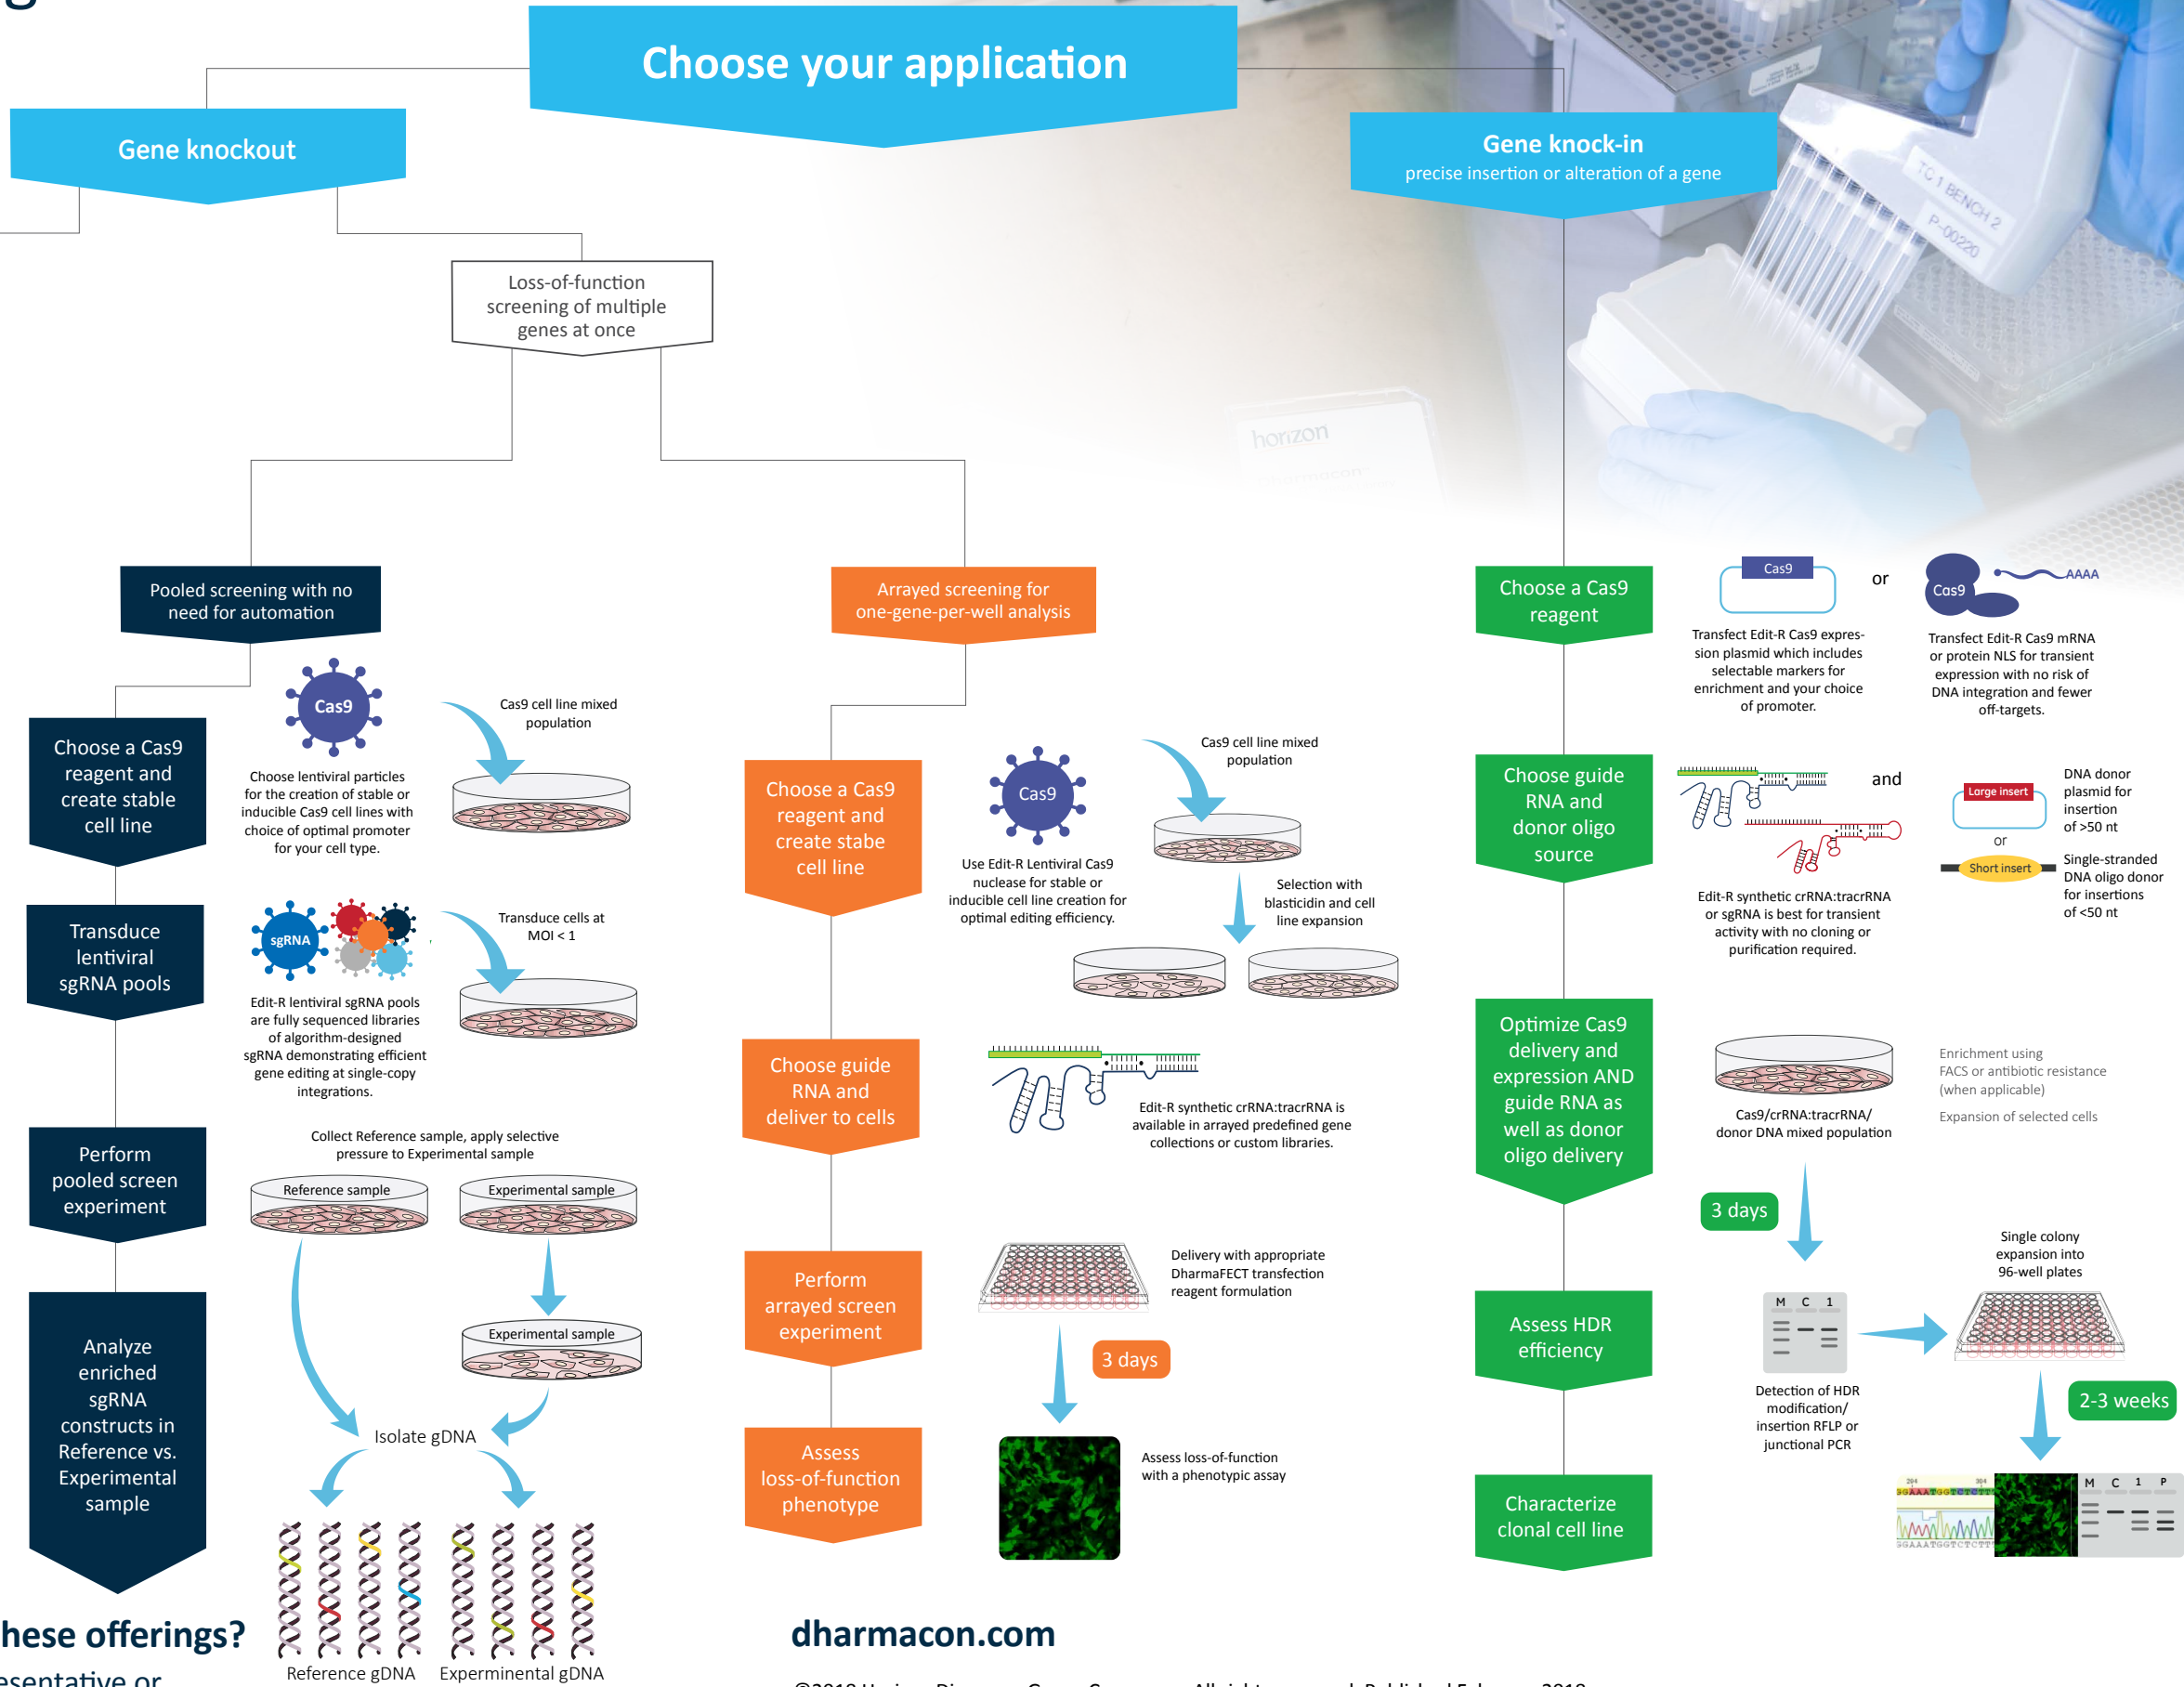 g
Choose your application
Gene knockout
Gene knock-in
precise insertion or alteration of a gene
TC 1 BENCH 2
P-00220
horizon
Loss-of-function
screening of multiple
genes at once
Pooled screening with no
need for automation
Choose a Cas9
reagent and
create stable
cell line
Cas9
Choose lentiviral particles
for the creation of stable or
inducible Cas9 cell lines with
choice of optimal promoter
for your cell type.
Cas9 cell line mixed
population
Transduce
lentiviral
sgRNA pools
sgRNA
Edit-R lentiviral sgRNA pools
are fully sequenced libraries
of algorithm-designed
sgRNA demonstrating efficient
gene editing at single-copy
integrations.
Transduce cells at
MOI < 1
Perform
pooled screen
experiment
Collect Reference sample, apply selective
pressure to Experimental sample
Reference sample
Experimental sample
Experimental sample
Analyze
enriched
sgRNA
constructs in
Reference vs.
Experimental
sample
Isolate gDNA
Reference gDNA
Experminental gDNA
Arrayed screening for
one-gene-per-well analysis
Choose a Cas9
reagent and
create stabe
cell line
Cas9
Use Edit-R Lentiviral Cas9
nuclease for stable or
inducible cell line creation for
optimal editing efficiency.
Cas9 cell line mixed
population
Selection with
blasticidin and cell
line expansion
Choose guide
RNA and
deliver to cells
Edit-R synthetic crRNA:tracrRNA is
available in arrayed predefined gene
collections or custom libraries.
Perform
arrayed screen
experiment
Delivery with appropriate
DharmaFECT transfection
reagent formulation
3 days
Assess
loss-of-function
phenotype
Assess loss-of-function
with a phenotypic assay
Choose a Cas9
reagent
Cas9
or
Cas9
AAAA
Transfect Edit-R Cas9 expres-
sion plasmid which includes
selectable markers for
enrichment and your choice
of promoter.
Transfect Edit-R Cas9 mRNA
or protein NLS for transient
expression with no risk of
DNA integration and fewer
off-targets.
Choose guide
RNA and
donor oligo
source
and
Edit-R synthetic crRNA:tracrRNA
or sgRNA is best for transient
activity with no cloning or
purification required.
Large insert
or
Short insert
DNA donor
plasmid for
insertion
of >50 nt
Single-stranded
DNA oligo donor
for insertions
of <50 nt
Optimize Cas9
delivery and
expression AND
guide RNA as
well as donor
oligo delivery
Cas9/crRNA:tracrRNA/
donor DNA mixed population
Enrichment using
FACS or antibiotic resistance
(when applicable)
Expansion of selected cells
3 days
Assess HDR
efficiency
M C 1
Detection of HDR
modification/
insertion RFLP or
junctional PCR
Single colony
expansion into
96-well plates
2-3 weeks
Characterize
clonal cell line
294 304
GGAAATGGTCTCTT
GGAAATGGTCTCTT
M C 1 P
hese offerings?
esentative or
dharmacon.com